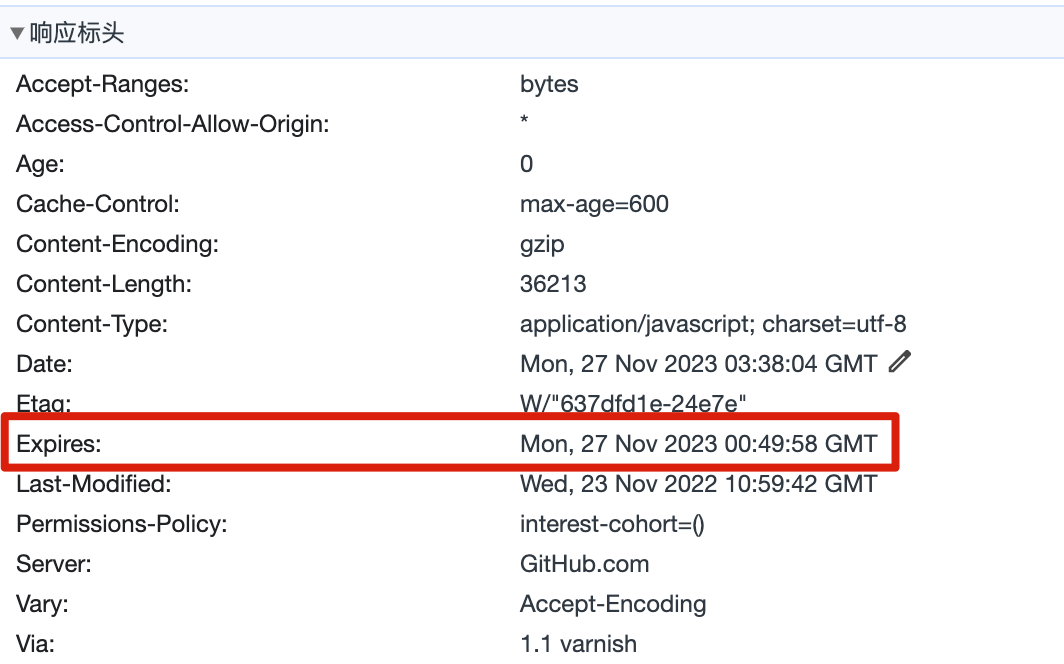 响应标头
Accept-Ranges: bytes
Access-Control-Allow-Origin: *
Age: 0
Cache-Control: max-age=600
Content-Encoding: gzip
Content-Length: 36213
Content-Type: application/javascript; charset=utf-8
Date: Mon, 27 Nov 2023 03:38:04 GMT
Etag: W/"637dfd1e-24e7e"
Expires: Mon, 27 Nov 2023 00:49:58 GMT
Last-Modified: Wed, 23 Nov 2022 10:59:42 GMT
Permissions-Policy: interest-cohort=()
Server: GitHub.com
Vary: Accept-Encoding
Via: 1.1 varnish